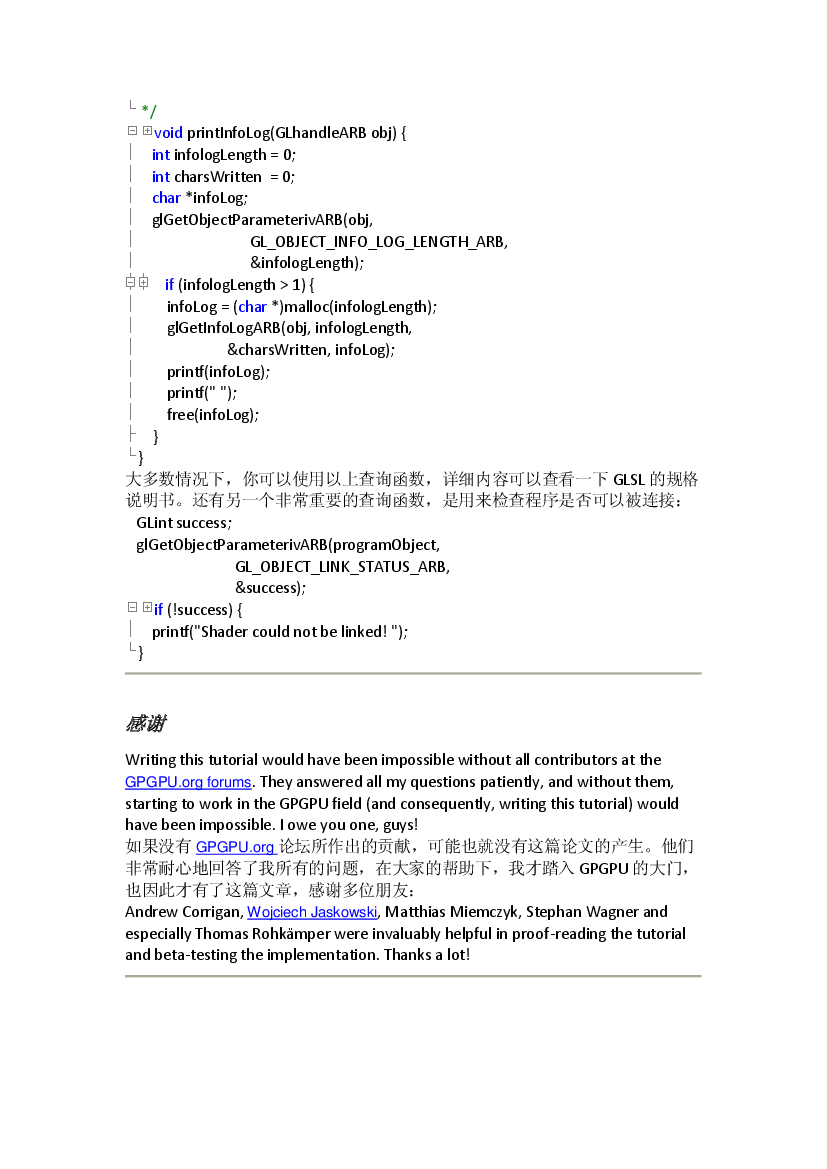 */
void printInfoLog(GLhandleARB obj) {
int infologLength = 0;
int charsWritten  = 0;
char *infoLog;
glGetObjectParameterivARB(obj,
GL_OBJECT_INFO_LOG_LENGTH_ARB,
&infologLength);
if (infologLength > 1) {
infoLog = (char *)malloc(infologLength);
glGetInfoLogARB(obj, infologLength,
&charsWritten, infoLog);
printf(infoLog);
printf(" ");
free(infoLog);
}
}
大多数情况下，你可以使用以上查询函数，详细内容可以查看一下 GLSL 的规格
说明书。还有另一个非常重要的查询函数，是用来检查程序是否可以被连接：
GLint success;
glGetObjectParameterivARB(programObject,
GL_OBJECT_LINK_STATUS_ARB,
&success);
if (!success) {
printf("Shader could not be linked! ");
}
感谢
Writing this tutorial would have been impossible without all contributors at the
GPGPU.org forums. They answered all my questions patiently, and without them,
starting to work in the GPGPU field (and consequently, writing this tutorial) would
have been impossible. I owe you one, guys!
如果没有 GPGPU.org 论坛所作出的贡献，可能也就没有这篇论文的产生。他们
非常耐心地回答了我所有的问题，在大家的帮助下，我才踏入 GPGPU 的大门，
也因此才有了这篇文章，感谢多位朋友：
Andrew Corrigan, Wojciech Jaskowski, Matthias Miemczyk, Stephan Wagner and
especially Thomas Rohkämper were invaluably helpful in proof-reading the tutorial
and beta-testing the implementation. Thanks a lot!